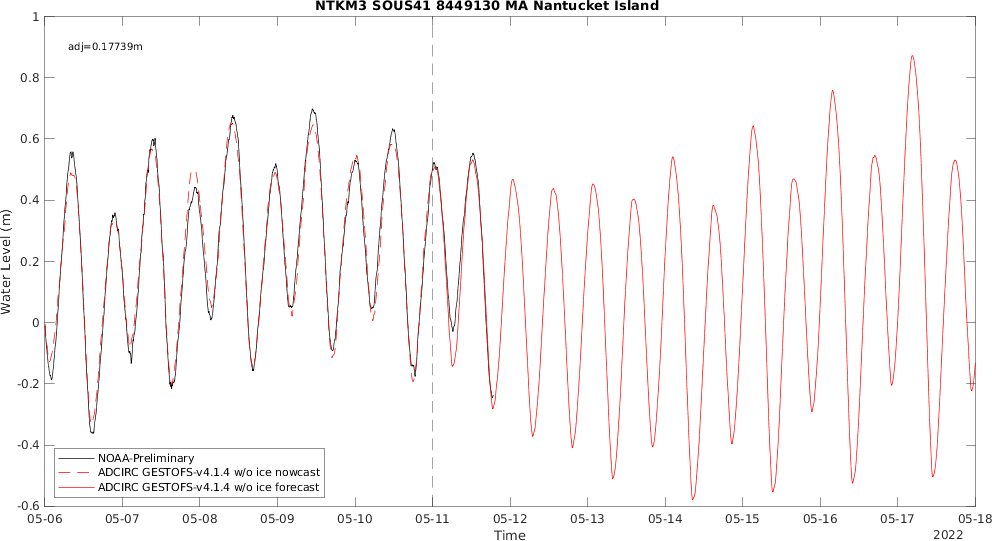 NTKM3 SOUS41 8449130 MA Nantucket Island
1
adj=0.17739m
0.8
0.6
0.4
0.2
0
-0.2
-0.4
-0.6
Water Level (m)
NOAA-Preliminary
ADCIRC GESTOFS-v4.1.4 w/o ice nowcast
ADCIRC GESTOFS-v4.1.4 w/o ice forecast
05-06 05-07 05-08 05-09 05-10 05-11 05-12 05-13 05-14 05-15 05-16 05-17 05-18
Time
2022